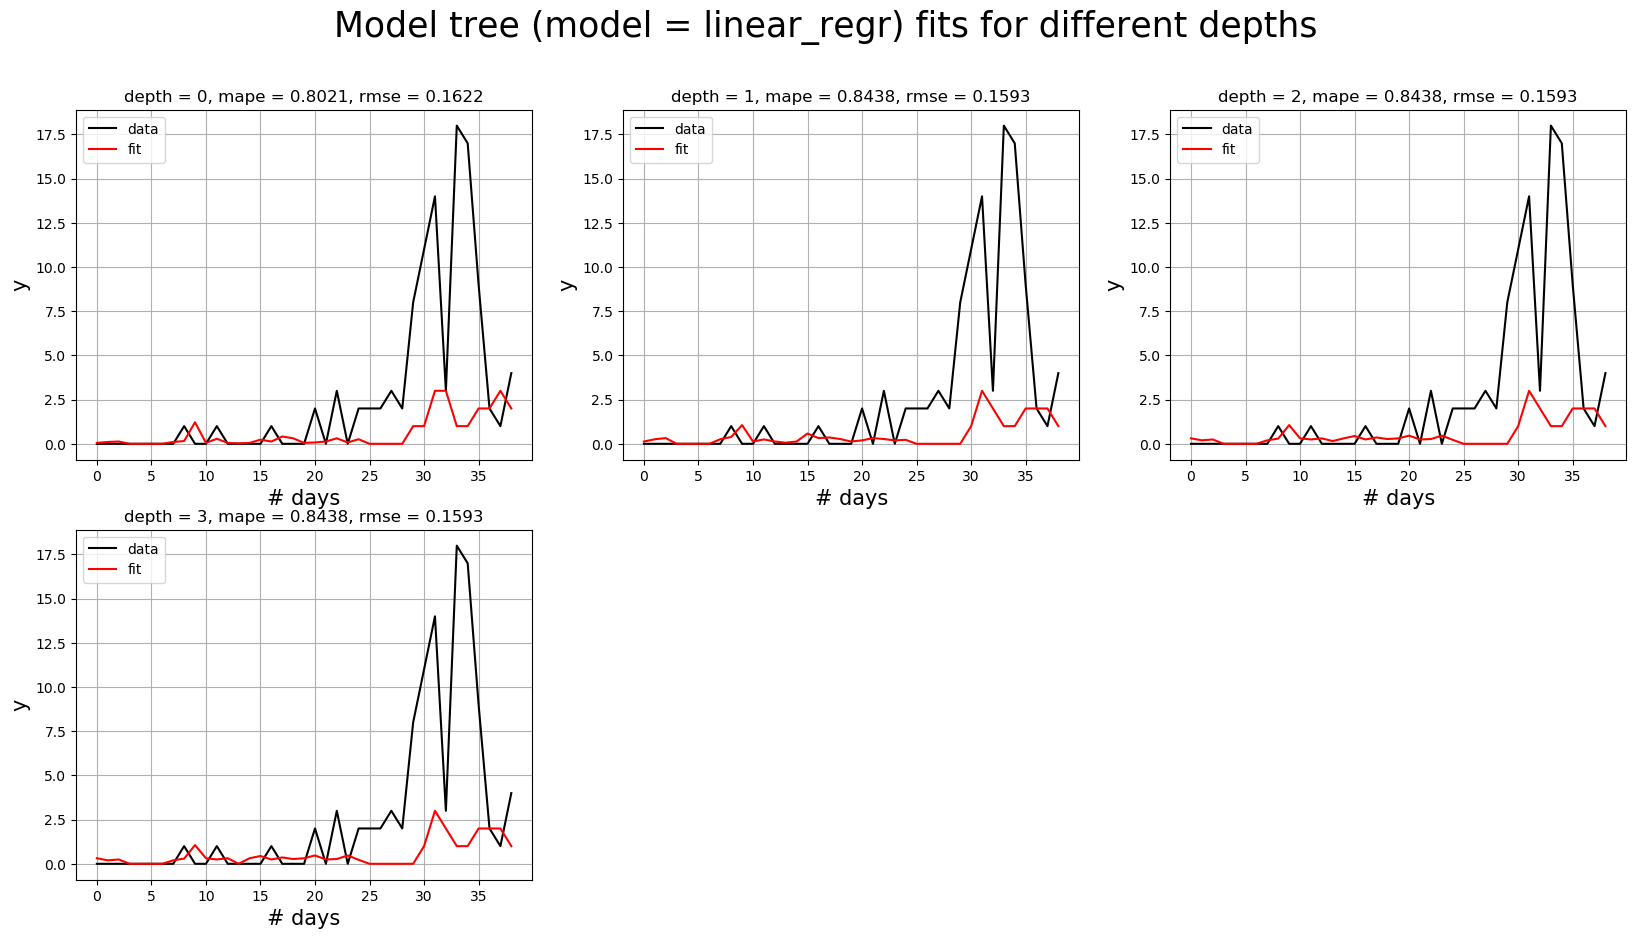 Model tree (model = linear_regr) fits for different depths
depth = 0, mape = 0.8021, rmse = 0.1622
data
fit
17.5
15.0
12.5
10.0
7.5
5.0
2.5
0.0
y
0 5 10 15 20 25 30 35
# days
depth = 1, mape = 0.8438, rmse = 0.1593
data
fit
17.5
15.0
12.5
10.0
7.5
5.0
2.5
0.0
y
0 5 10 15 20 25 30 35
# days
depth = 2, mape = 0.8438, rmse = 0.1593
data
fit
17.5
15.0
12.5
10.0
7.5
5.0
2.5
0.0
y
0 5 10 15 20 25 30 35
# days
depth = 3, mape = 0.8438, rmse = 0.1593
data
fit
17.5
15.0
12.5
10.0
7.5
5.0
2.5
0.0
y
0 5 10 15 20 25 30 35
# days